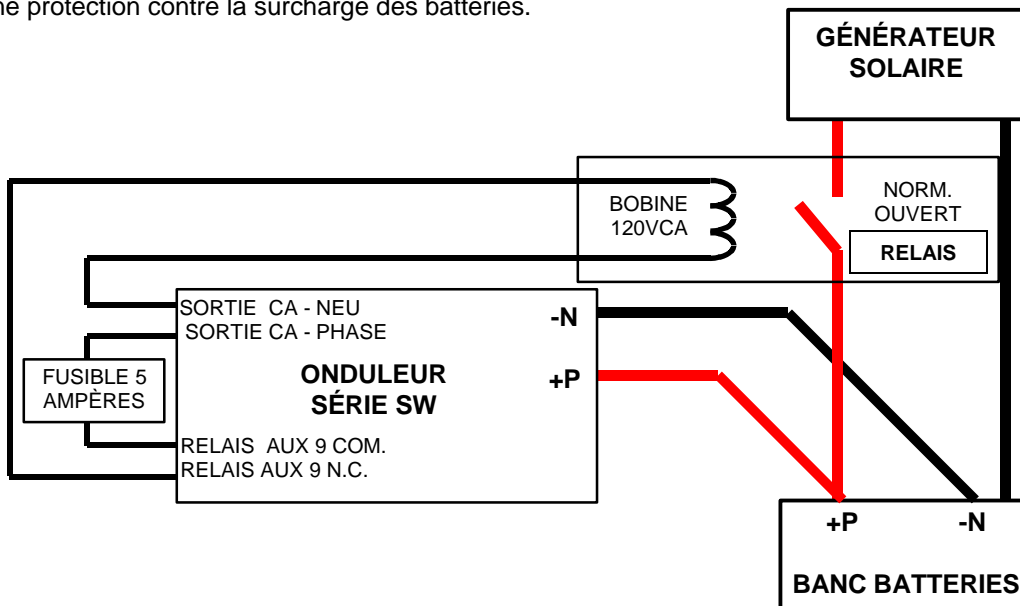 ne protection contre la surcharge des batteries.
GÉNÉRATEUR
SOLAIRE
BOBINE
120VCA
NORM.
OUVERT
RELAIS
SORTIE CA - NEU
SORTIE CA - PHASE
-N
FUSIBLE 5
AMPÈRES
ONDULEUR
SÉRIE SW
+P
RELAIS AUX 9 COM.
RELAIS AUX 9 N.C.
+P
-N
BANC BATTERIES